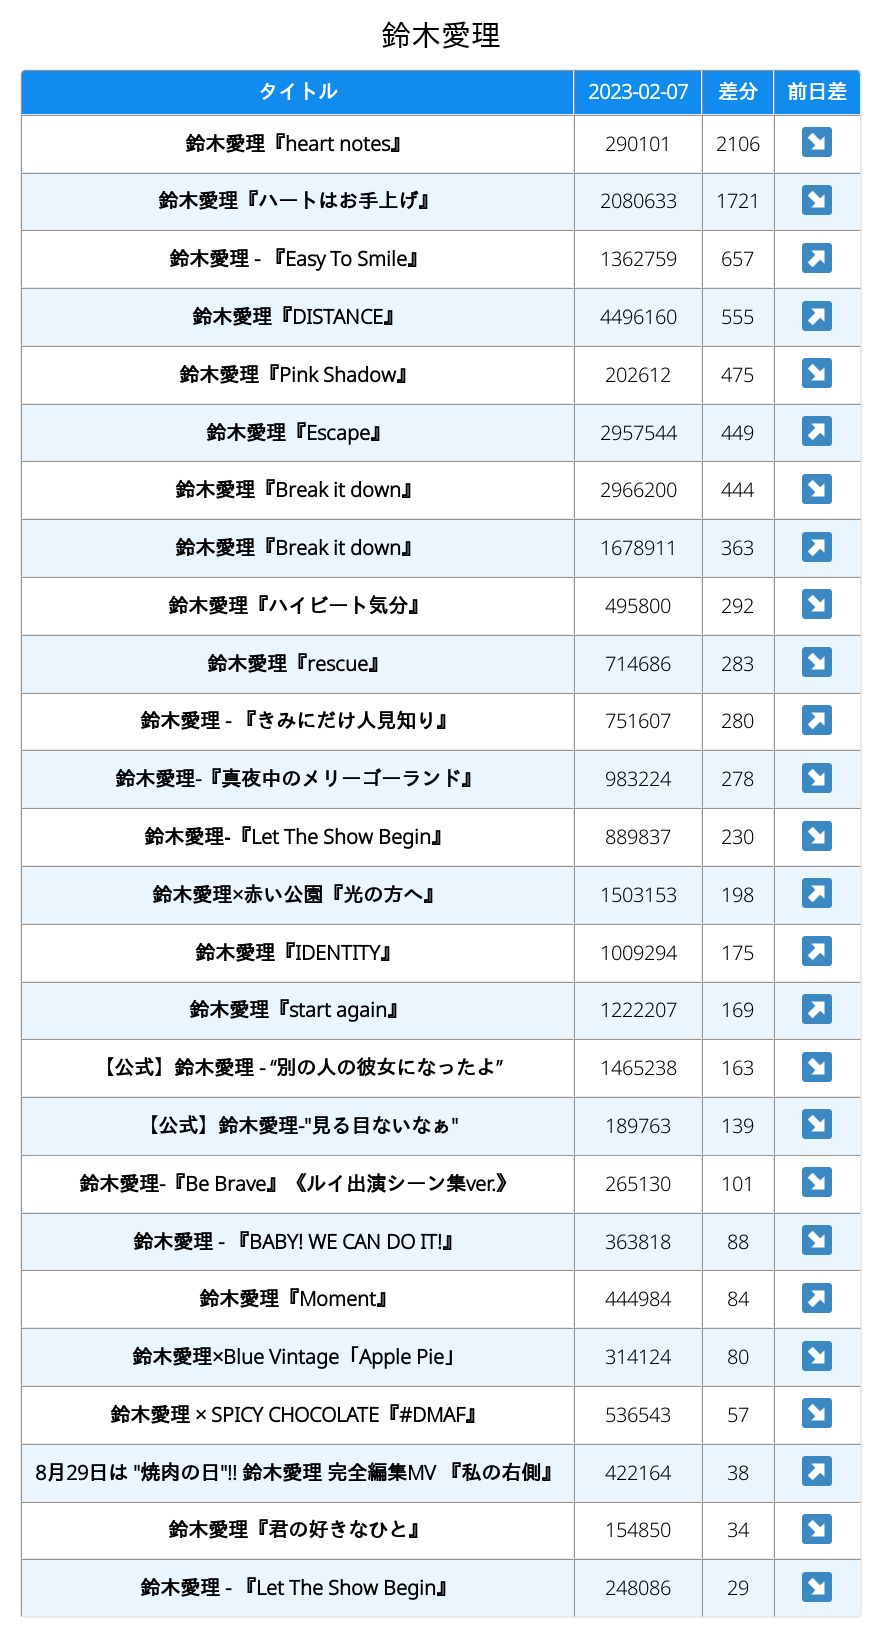 鈴木愛理
タイトル 2023-02-07 差分 前日差
鈴木愛理『heart notes』 290101 2106 ↘
鈴木愛理『ハートはお手上げ』 2080633 1721 ↘
鈴木愛理 - 『Easy To Smile』 1362759 657 ↗
鈴木愛理『DISTANCE』 4496160 555 ↗
鈴木愛理『Pink Shadow』 202612 475 ↘
鈴木愛理『Escape』 2957544 449 ↗
鈴木愛理『Break it down』 2966200 444 ↘
鈴木愛理『Break it down』 1678911 363 ↗
鈴木愛理『ハイビート気分』 495800 292 ↘
鈴木愛理『rescue』 714686 283 ↘
鈴木愛理 - 『きみにだけ人見知り』 751607 280 ↗
鈴木愛理-『真夜中のメリーゴーランド』 983224 278 ↘
鈴木愛理-『Let The Show Begin』 889837 230 ↘
鈴木愛理×赤い公園『光の方へ』 1503153 198 ↗
鈴木愛理『IDENTITY』 1009294 175 ↗
鈴木愛理『start again』 1222207 169 ↗
【公式】鈴木愛理 - “別の人の彼女になったよ” 1465238 163 ↘
【公式】鈴木愛理-"見る目ないなぁ" 189763 139 ↘
鈴木愛理-『Be Brave』《ルイ出演シーン集ver.》 265130 101 ↘
鈴木愛理 - 『BABY! WE CAN DO IT!』 363818 88 ↘
鈴木愛理『Moment』 444984 84 ↗
鈴木愛理×Blue Vintage「Apple Pie」 314124 80 ↘
鈴木愛理 × SPICY CHOCOLATE『#DMAF』 536543 57 ↘
8月29日は "焼肉の日"!! 鈴木愛理 完全編集MV 『私の右側』 422164 38 ↗
鈴木愛理『君の好きなひと』 154850 34 ↘
鈴木愛理 - 『Let The Show Begin』 248086 29 ↘